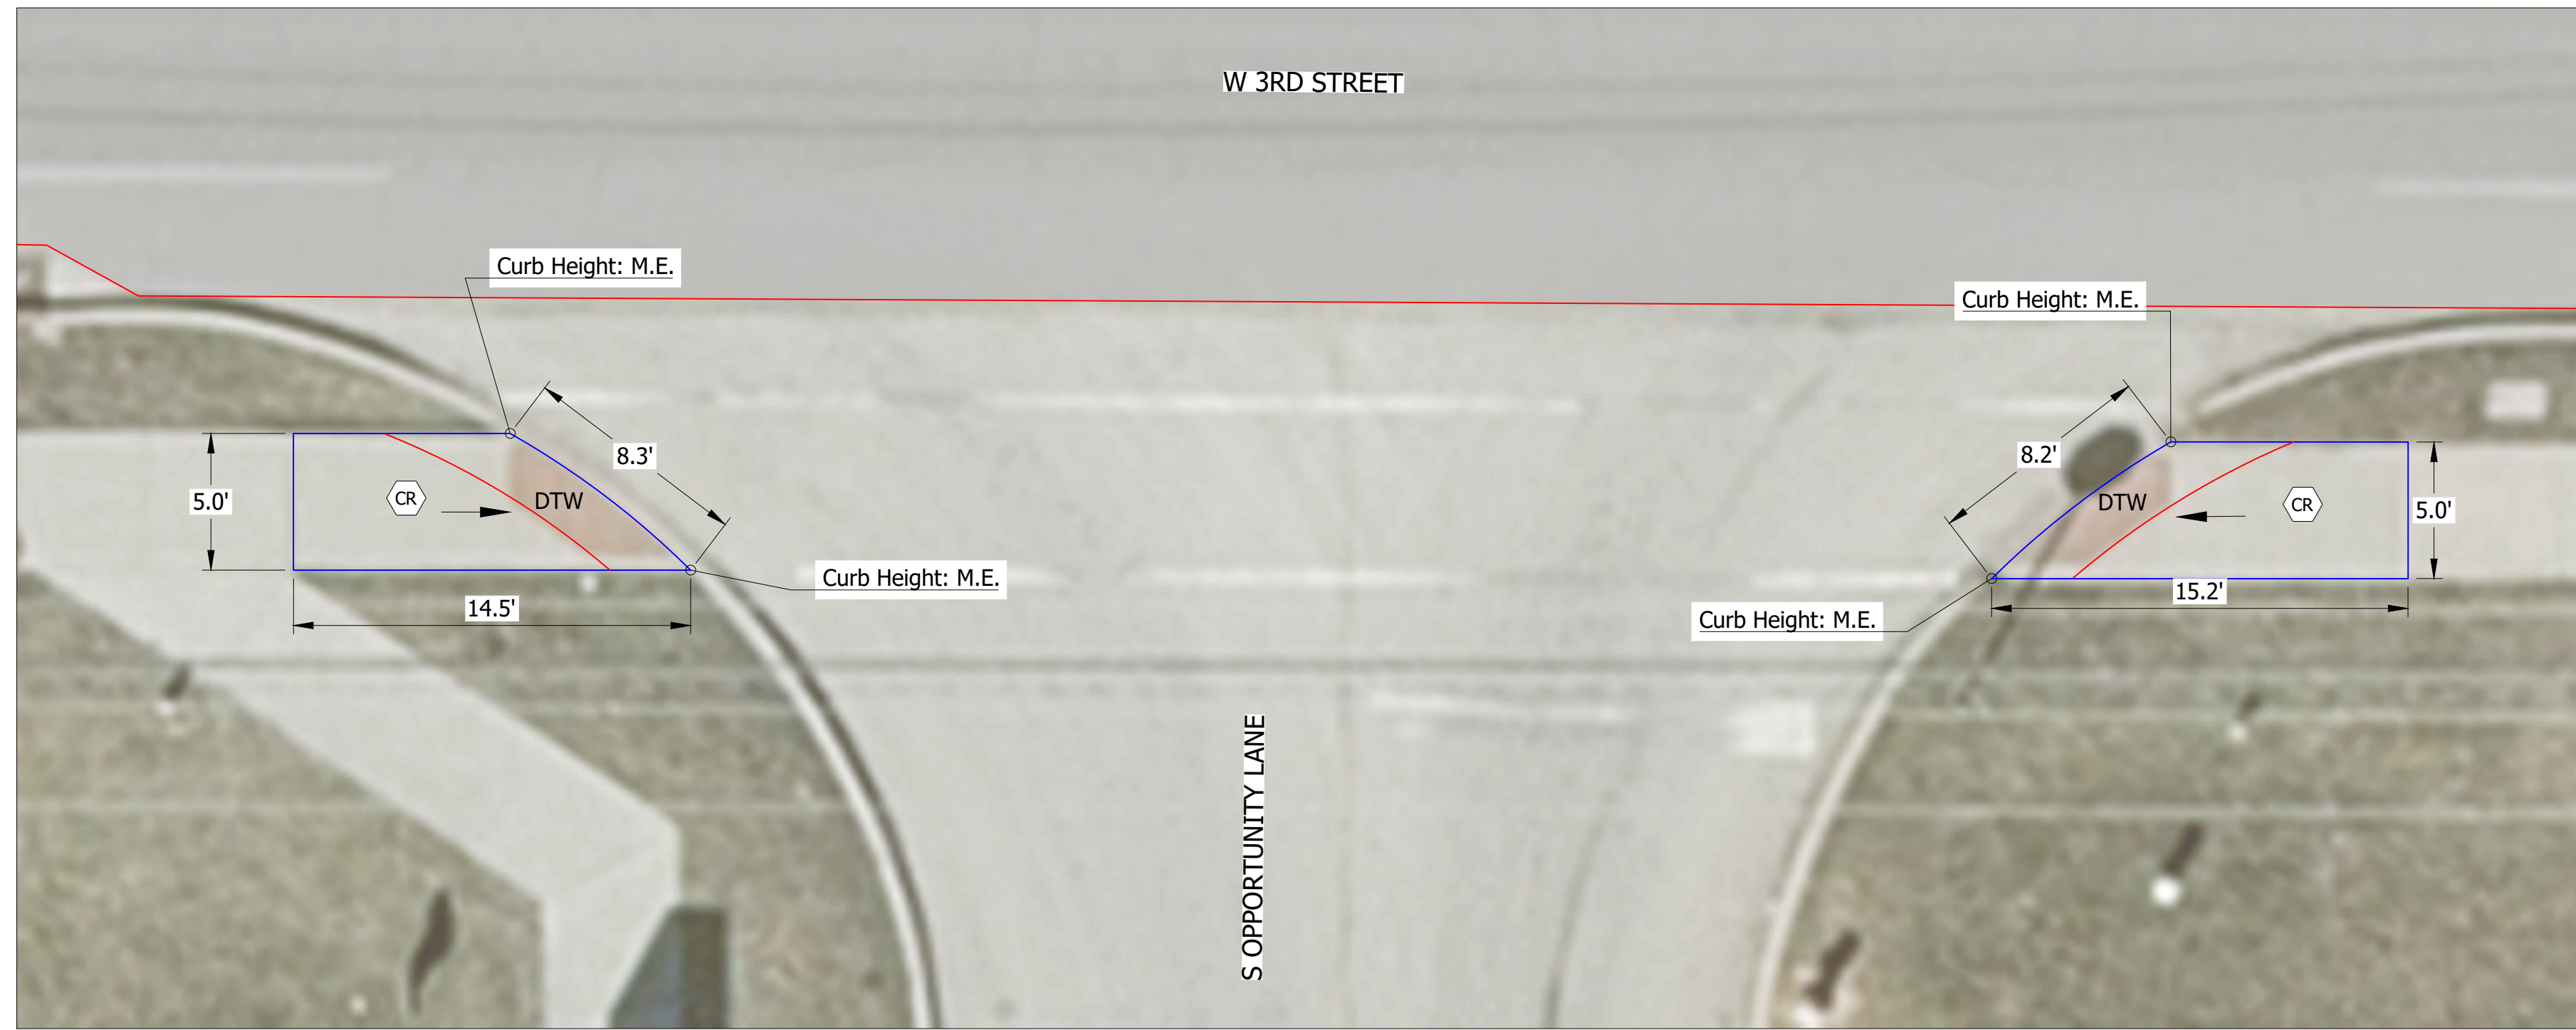 W 3RD STREET
Curb Height: M.E.
Curb Height: M.E.
8.3'
8.2'
5.0'
CR
DTW
DTW
CR
5.0'
Curb Height: M.E.
14.5'
15.2'
Curb Height: M.E.
S OPPORTUNITY LANE